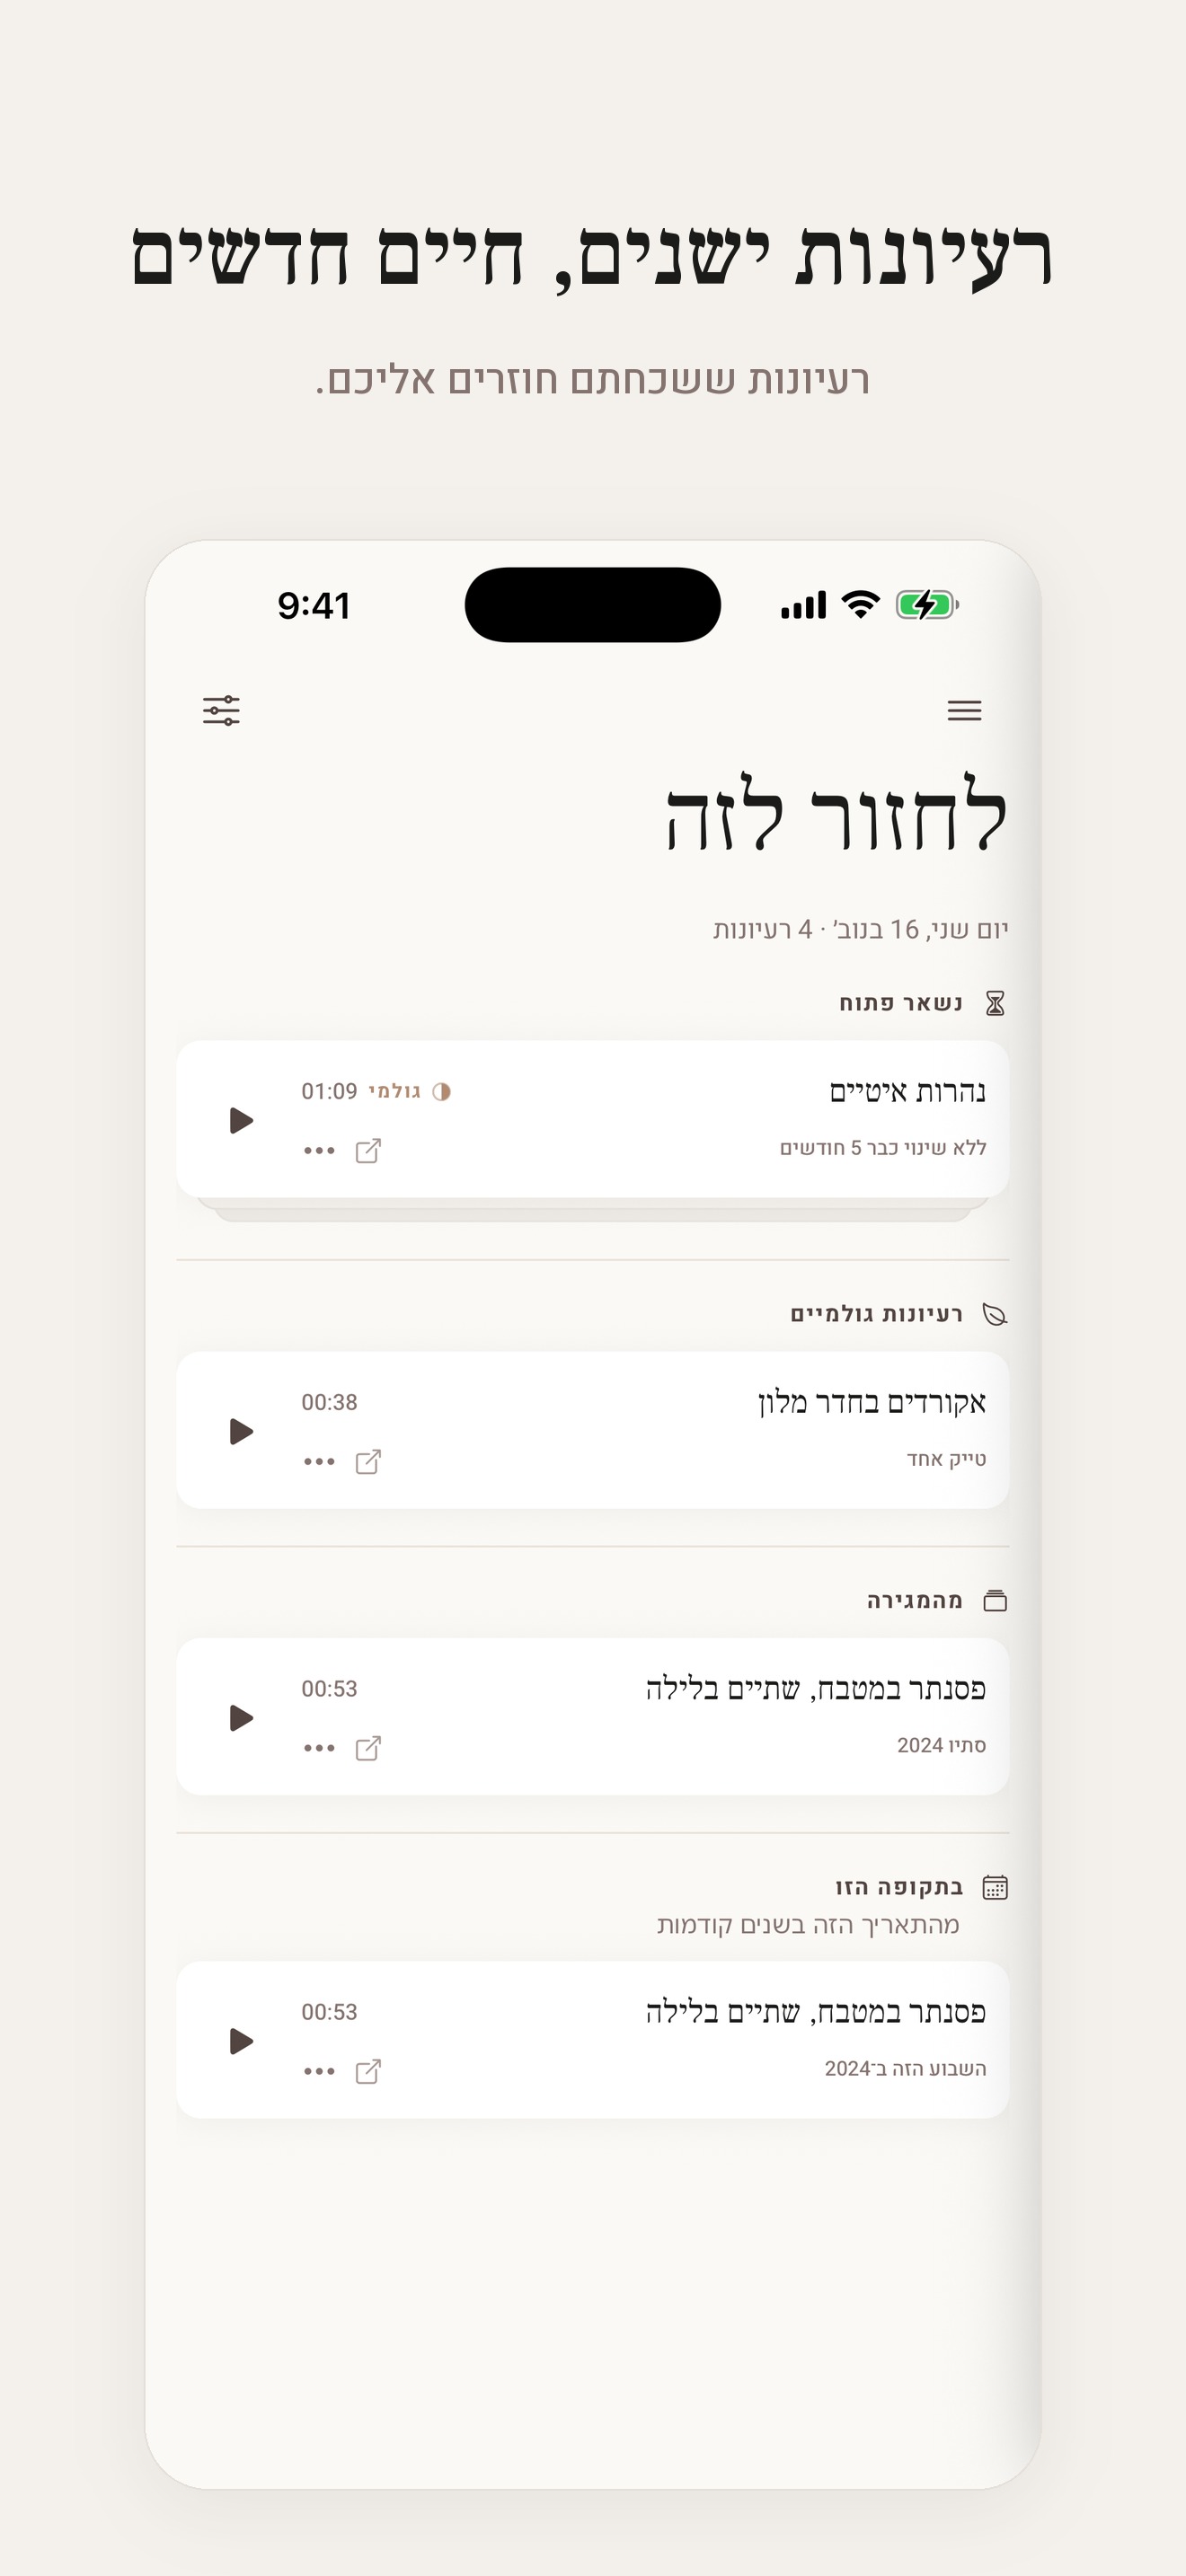 רעיונות ישנים, חיים חדשים
רעיונות ששכחתם חוזרים אליכם.
9:41
לחזור לזה
יום שני, 16 בנוב׳ · 4 רעיונות
נשאר פתוח
נהרות איטיים
גולמי 01:09
ללא שינוי כבר 5 חודשים
רעיונות גולמיים
אקורדים בחדר מלון
00:38
טייק אחד
מהמגירה
פסנתר במטבח, שתיים בלילה
00:53
סתיו 2024
בתקופה הזו
מהתאריך הזה בשנים קודמות
פסנתר במטבח, שתיים בלילה
00:53
השבוע הזה ב־2024